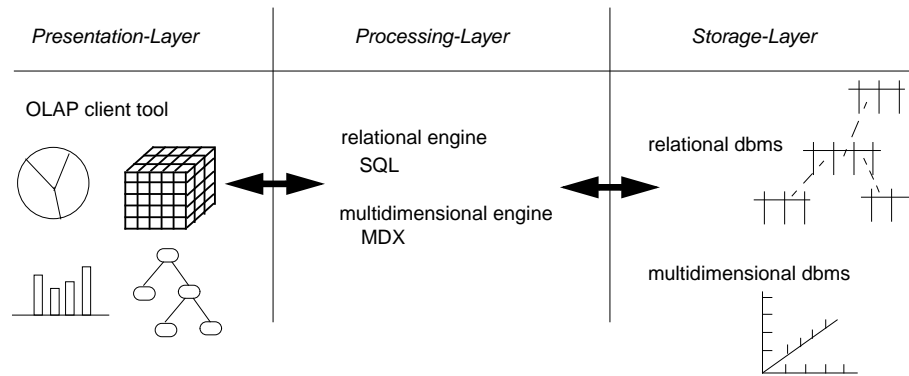 Presentation-Layer
Processing-Layer
Storage-Layer
OLAP client tool
relational engine
SQL
multidimensional engine
MDX
relational dbms
multidimensional dbms